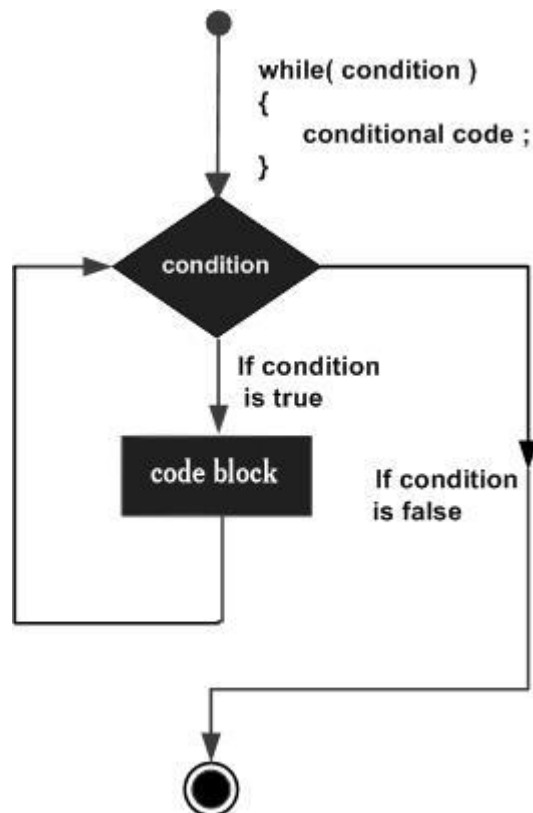 while( condition )
{
conditional code ;
}
condition
If condition
is true
code block
If condition
is false